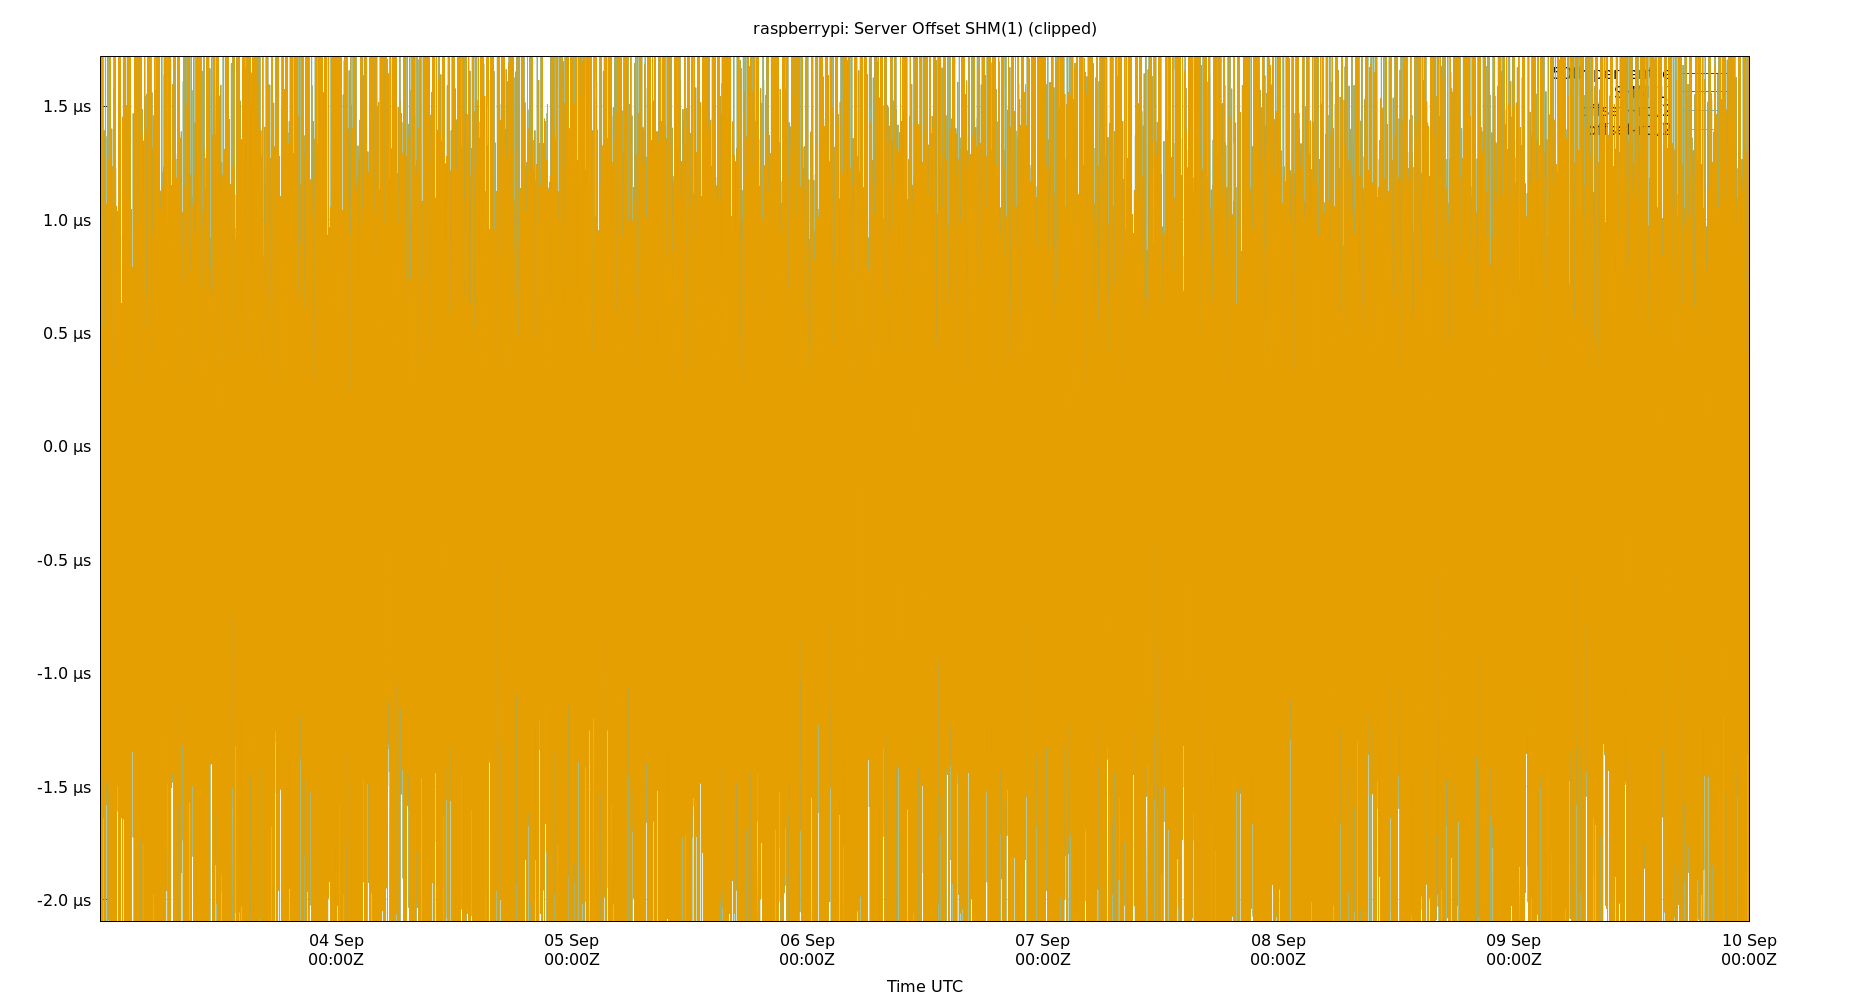 raspberrypi: Server Offset SHM(1) (clipped)
1.5 µs
1.0 µs
0.5 µs
0.0 µs
-0.5 µs
-1.0 µs
-1.5 µs
-2.0 µs
04 Sep
00:00Z
05 Sep
00:00Z
06 Sep
00:00Z
07 Sep
00:00Z
08 Sep
00:00Z
09 Sep
00:00Z
10 Sep
00:00Z
Time UTC